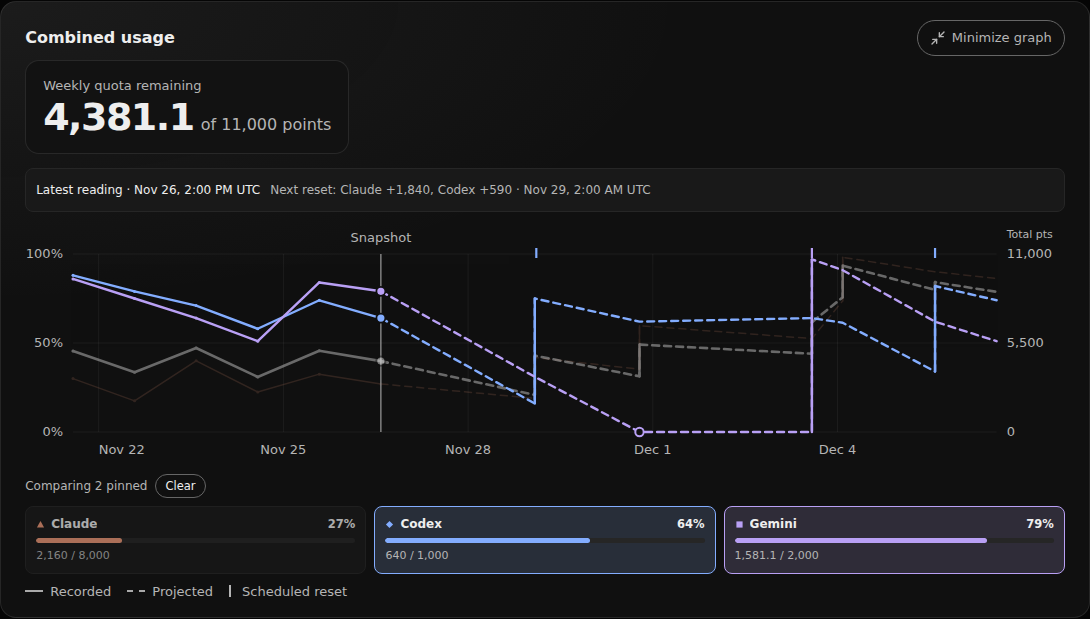 Combined usage
Minimize graph
Weekly quota remaining
4,381.1 of 11,000 points
Latest reading · Nov 26, 2:00 PM UTC Next reset: Claude +1,840, Codex +590 · Nov 29, 2:00 AM UTC
Snapshot
Total pts
100%
11,000
50%
5,500
0%
0
Nov 22 Nov 25 Nov 28 Dec 1 Dec 4
Comparing 2 pinned Clear
Claude 27%
2,160 / 8,000
Codex 64%
640 / 1,000
Gemini 79%
1,581.1 / 2,000
Recorded Projected Scheduled reset